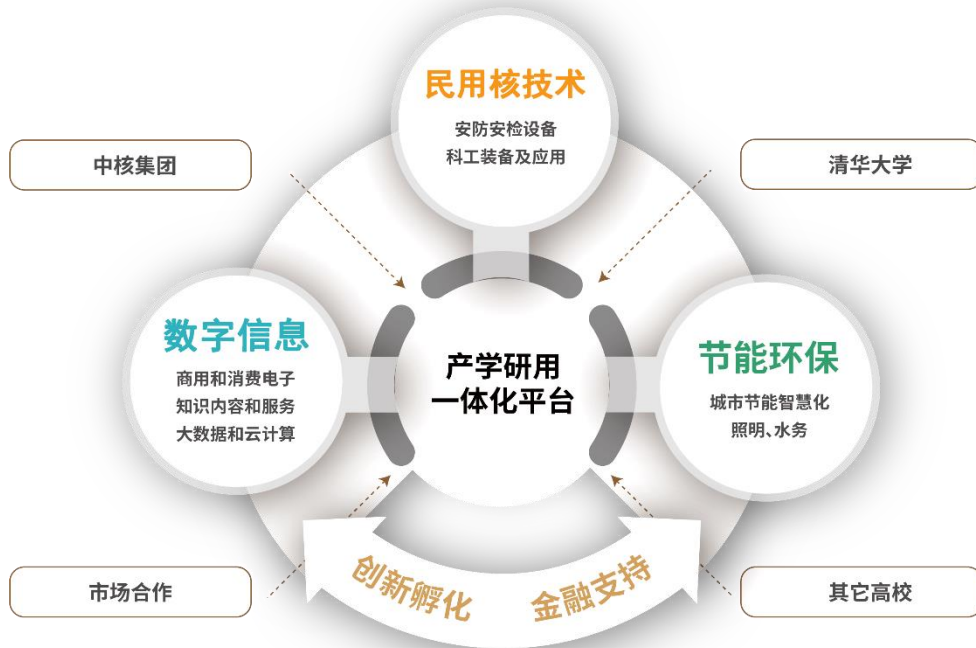 民用核技术
安防安检设备
科工装备及应用
中核集团
清华大学
数字信息
商用和消费电子
知识内容和服务
大数据和云计算
产学研用
一体化平台
节能环保
城市节能智慧化
照明、水务
市场合作
创新孵化
金融支持
其它高校